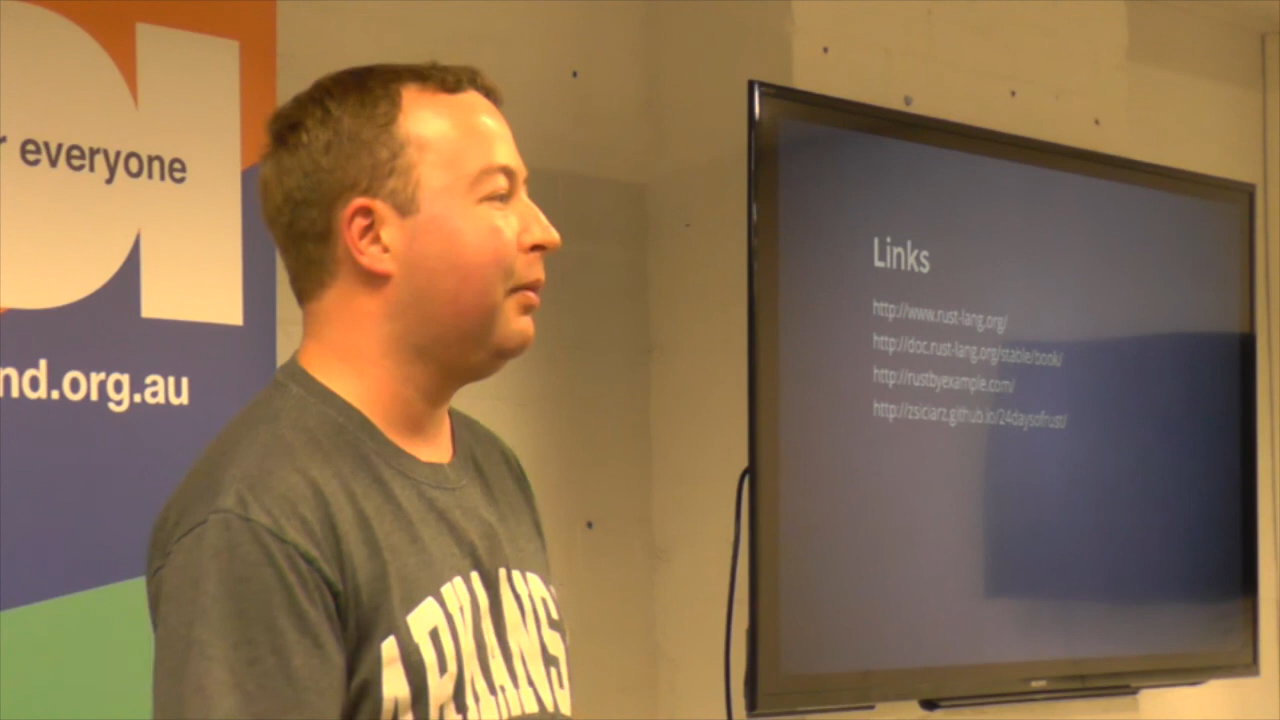 r everyone
nd.org.au
ARKANS
Links
http://www.rust-lang.org/
http://doc.rust-lang.org/stable/book/
http://rustbyexample.com/
http://zsiciarz.github.io/24daysofrust/